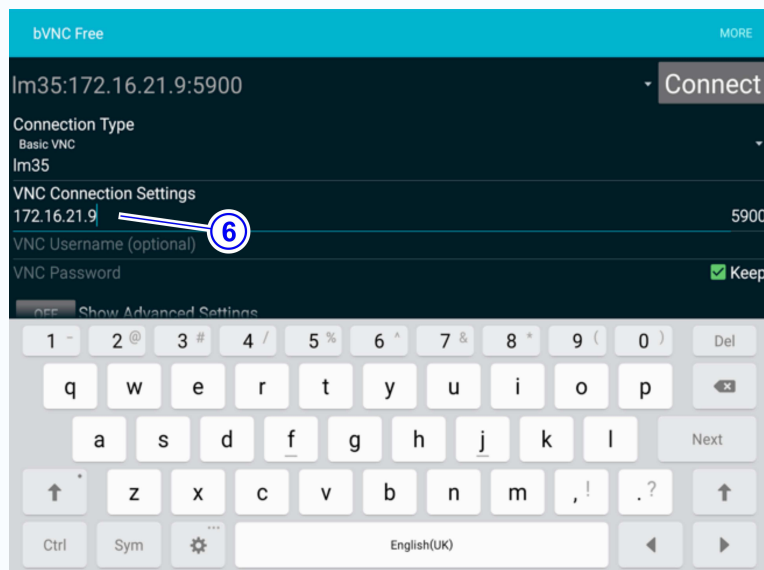 bVNC Free MORE
lm35:172.16.21.9:5900 Connect
Connection Type
Basic VNC
lm35
VNC Connection Settings
172.16.21.9 5900
6
VNC Username (optional)
VNC Password Keep
OFF Show Advanced Settings
1 - 2 @ 3 # 4 / 5 % 6 ^ 7 & 8 * 9 ( 0 ) Del
q w e r t y u i o p
a s d f g h j k l Next
z x c v b n m , ! . ?
Ctrl Sym English(UK)